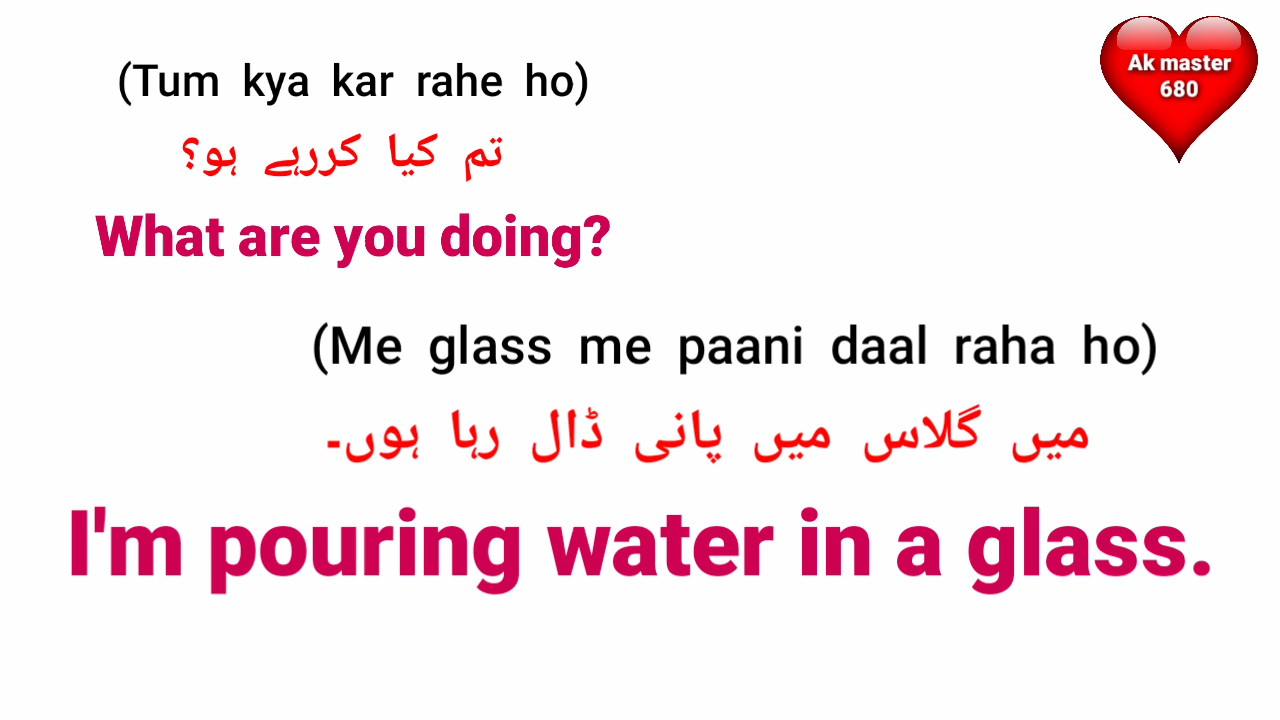 (Tum kya kar rahe ho)
تم کیا کررہے ہو؟
What are you doing?
(Me glass me paani daal raha ho)
میں گلاس میں پانی ڈال رہا ہوں۔
I'm pouring water in a glass.
Ak master
680